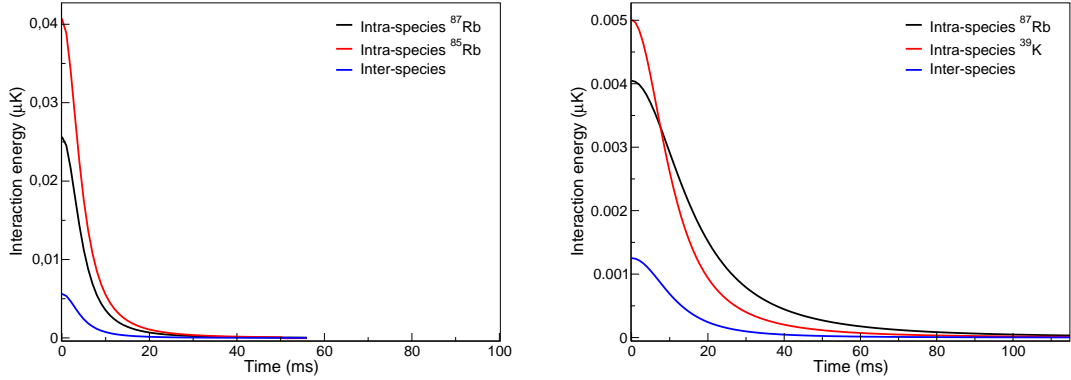 0,04
0,03
0,02
0,01
0
Interaction energy (μK)
0
20
40
60
80
100
Time (ms)
Intra-species ⁸⁷Rb
Intra-species ⁸⁵Rb
Inter-species
0.005
0.004
0.003
0.002
0.001
0
Interaction energy (μK)
0
20
40
60
80
100
Time (ms)
Intra-species ⁸⁷Rb
Intra-species ³⁹K
Inter-species